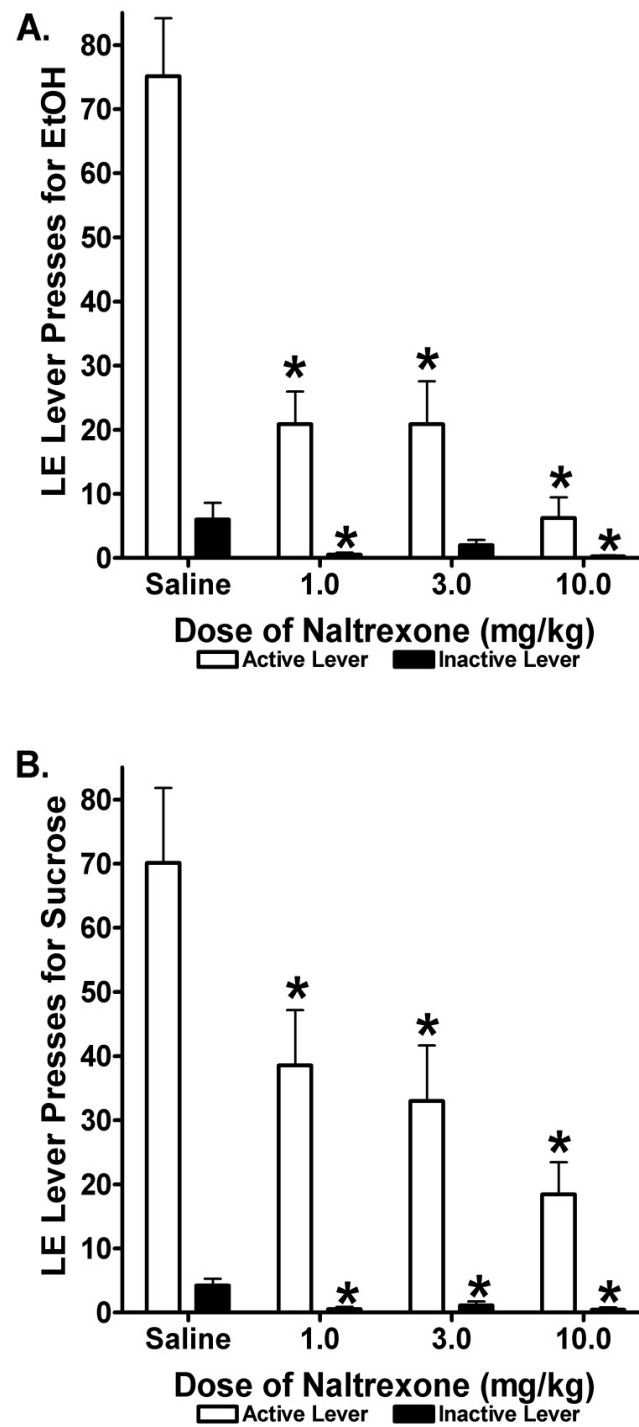 A.
LE Lever Presses for EtOH
80
70
60
50
40
30
20
10
0
* * *
* *
Saline 1.0 3.0 10.0
Dose of Naltrexone (mg/kg)
Active Lever Inactive Lever
B.
LE Lever Presses for Sucrose
80
70
60
50
40
30
20
10
0
* * *
* * *
Saline 1.0 3.0 10.0
Dose of Naltrexone (mg/kg)
Active Lever Inactive Lever